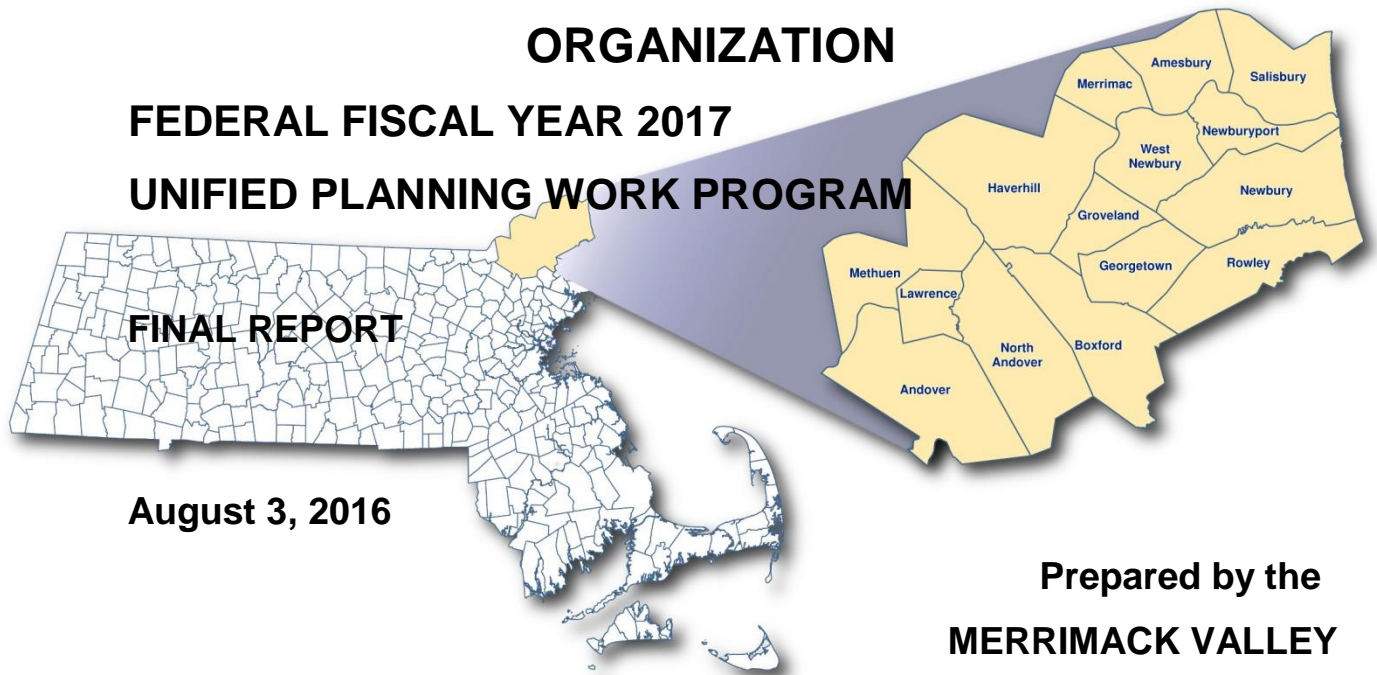 ORGANIZATION
FEDERAL FISCAL YEAR 2017
UNIFIED PLANNING WORK PROGRAM
FINAL REPORT
August 3, 2016
Prepared by the
MERRIMACK VALLEY
Amesbury
Salisbury
Merrimac
Newburyport
West
Newbury
Newbury
Haverhill
Groveland
Georgetown
Rowley
Methuen
Lawrence
North
Andover
Boxford
Andover